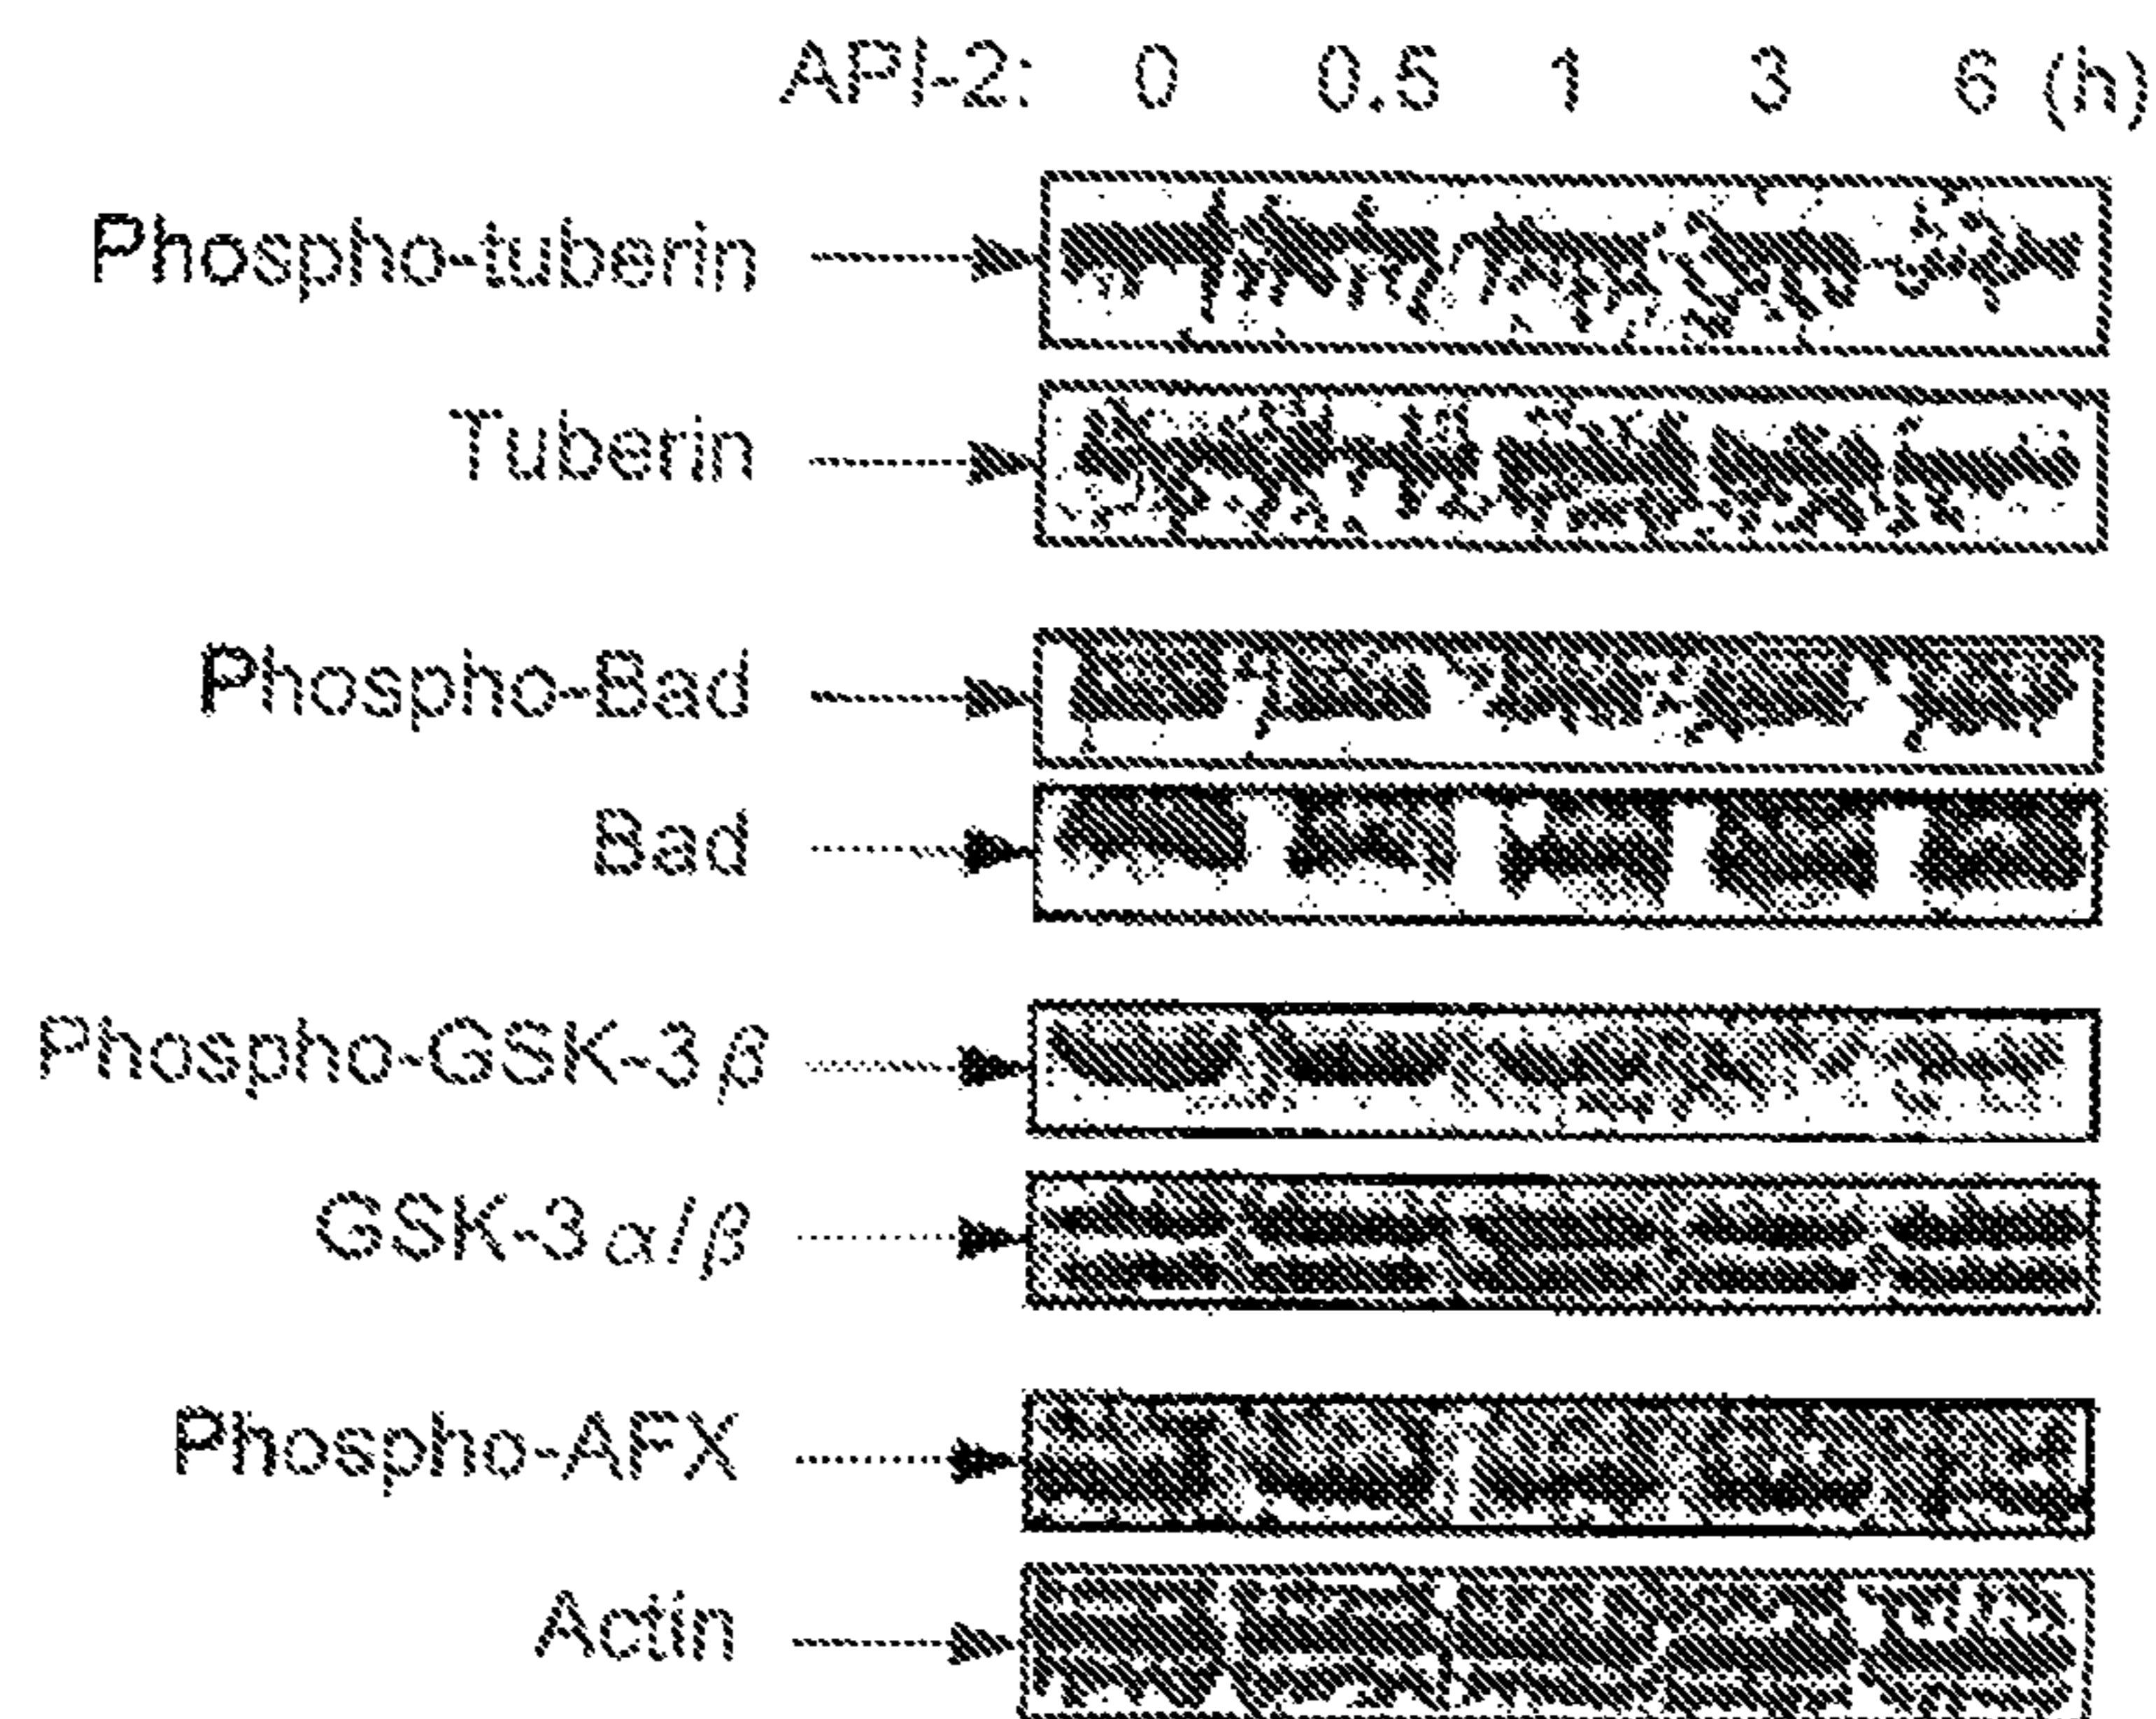 API-2: 0 0.5 1 3 6 (h)
Phospho-tuberin
Tuberin
Phospho-Bad
Bad
Phospho-GSK-3β
GSK-3α/β
Phospho-AFX
Actin